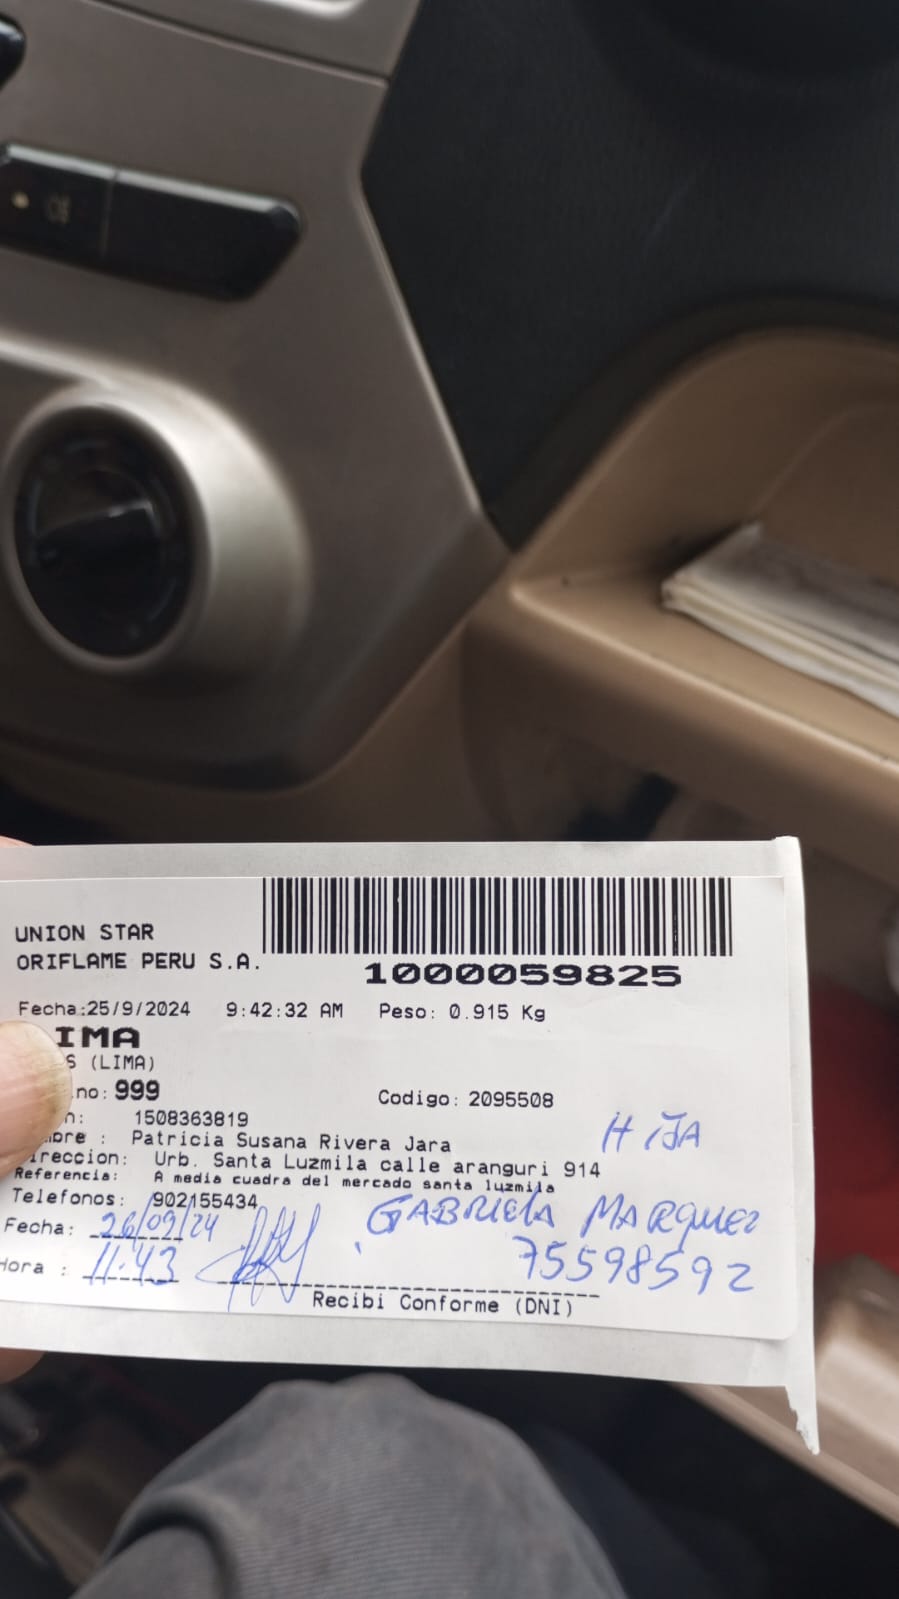 UNION STAR
ORIFLAME PERU S.A.
1000059825
Fecha:25/9/2024 9:42:32 AM Peso: 0.915 Kg
IMA
S (LIMA)
no: 999 Codigo: 2095508
n: 1508363819
HIJA
bre : Patricia Susana Rivera Jara
ireccion: Urb. Santa Luzmila calle aranguri 914
Referencia: A media cuadra del mercado santa luzmila
Telefonos: 902155434
GABRIELA MARQUEZ
Fecha: 26/09/24
75598592
Hora : 11:43
Recibi Conforme (DNI)